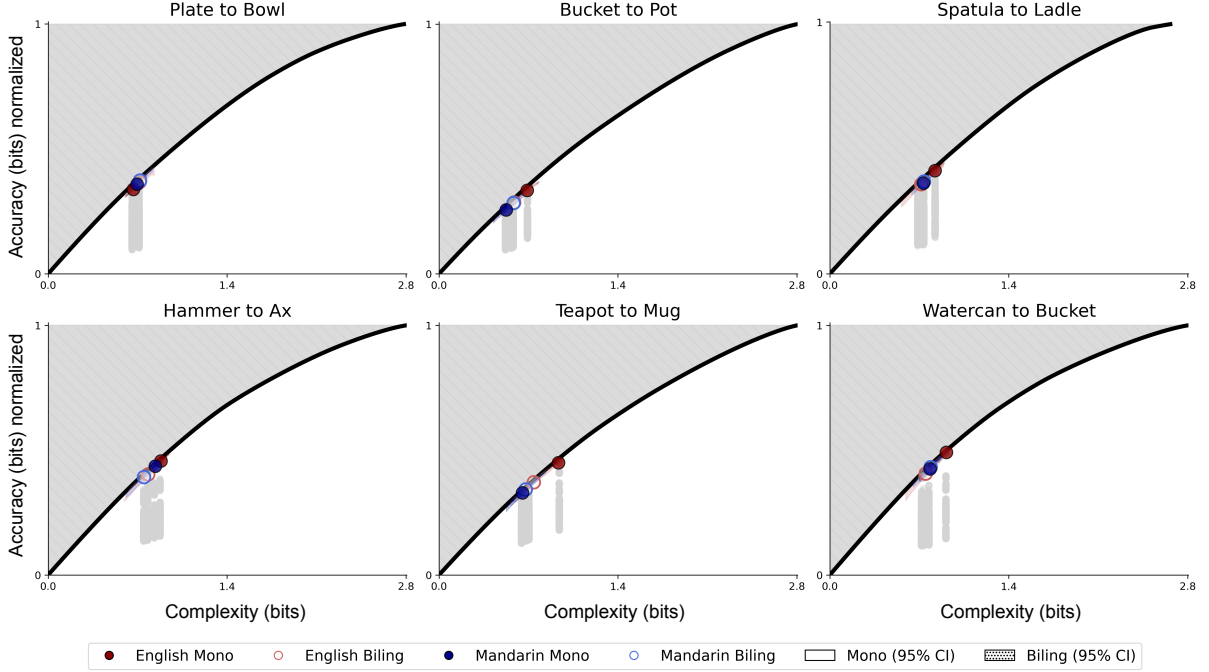 Plate to Bowl
Bucket to Pot
Spatula to Ladle
Accuracy (bits) normalized
1
0
0.0
1.4
2.8
1
0
0.0
1.4
2.8
1
0
0.0
1.4
2.8
Hammer to Ax
Teapot to Mug
Watercan to Bucket
Accuracy (bits) normalized
1
0
0.0
1.4
2.8
1
0
0.0
1.4
2.8
1
0
0.0
1.4
2.8
Complexity (bits)
Complexity (bits)
Complexity (bits)
English Mono
English Biling
Mandarin Mono
Mandarin Biling
Mono (95% CI)
Biling (95% CI)